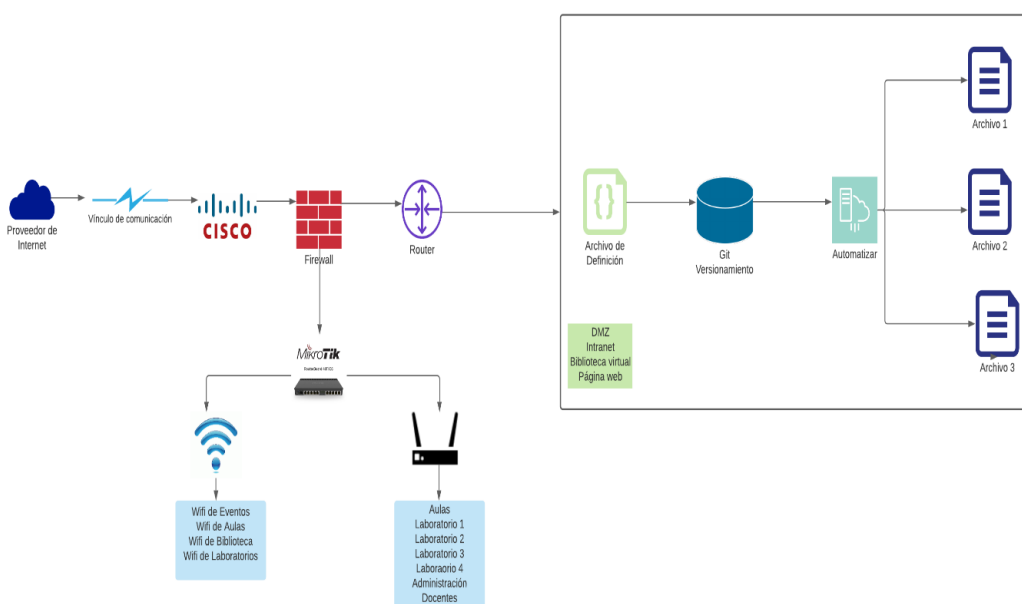 Proveedor de
Internet
Vínculo de comunicación
CISCO
Firewall
Router
Archivo de
Definición
Git
Versionamiento
Automatizar
Archivo 1
Archivo 2
Archivo 3
DMZ
Intranet
Biblioteca virtual
Página web
MikroTik
Wifi de Eventos
Wifi de Aulas
Wifi de Biblioteca
Wifi de Laboratorios
Aulas
Laboratorio 1
Laboratorio 2
Laboratorio 3
Laboraorio 4
Administración
Docentes